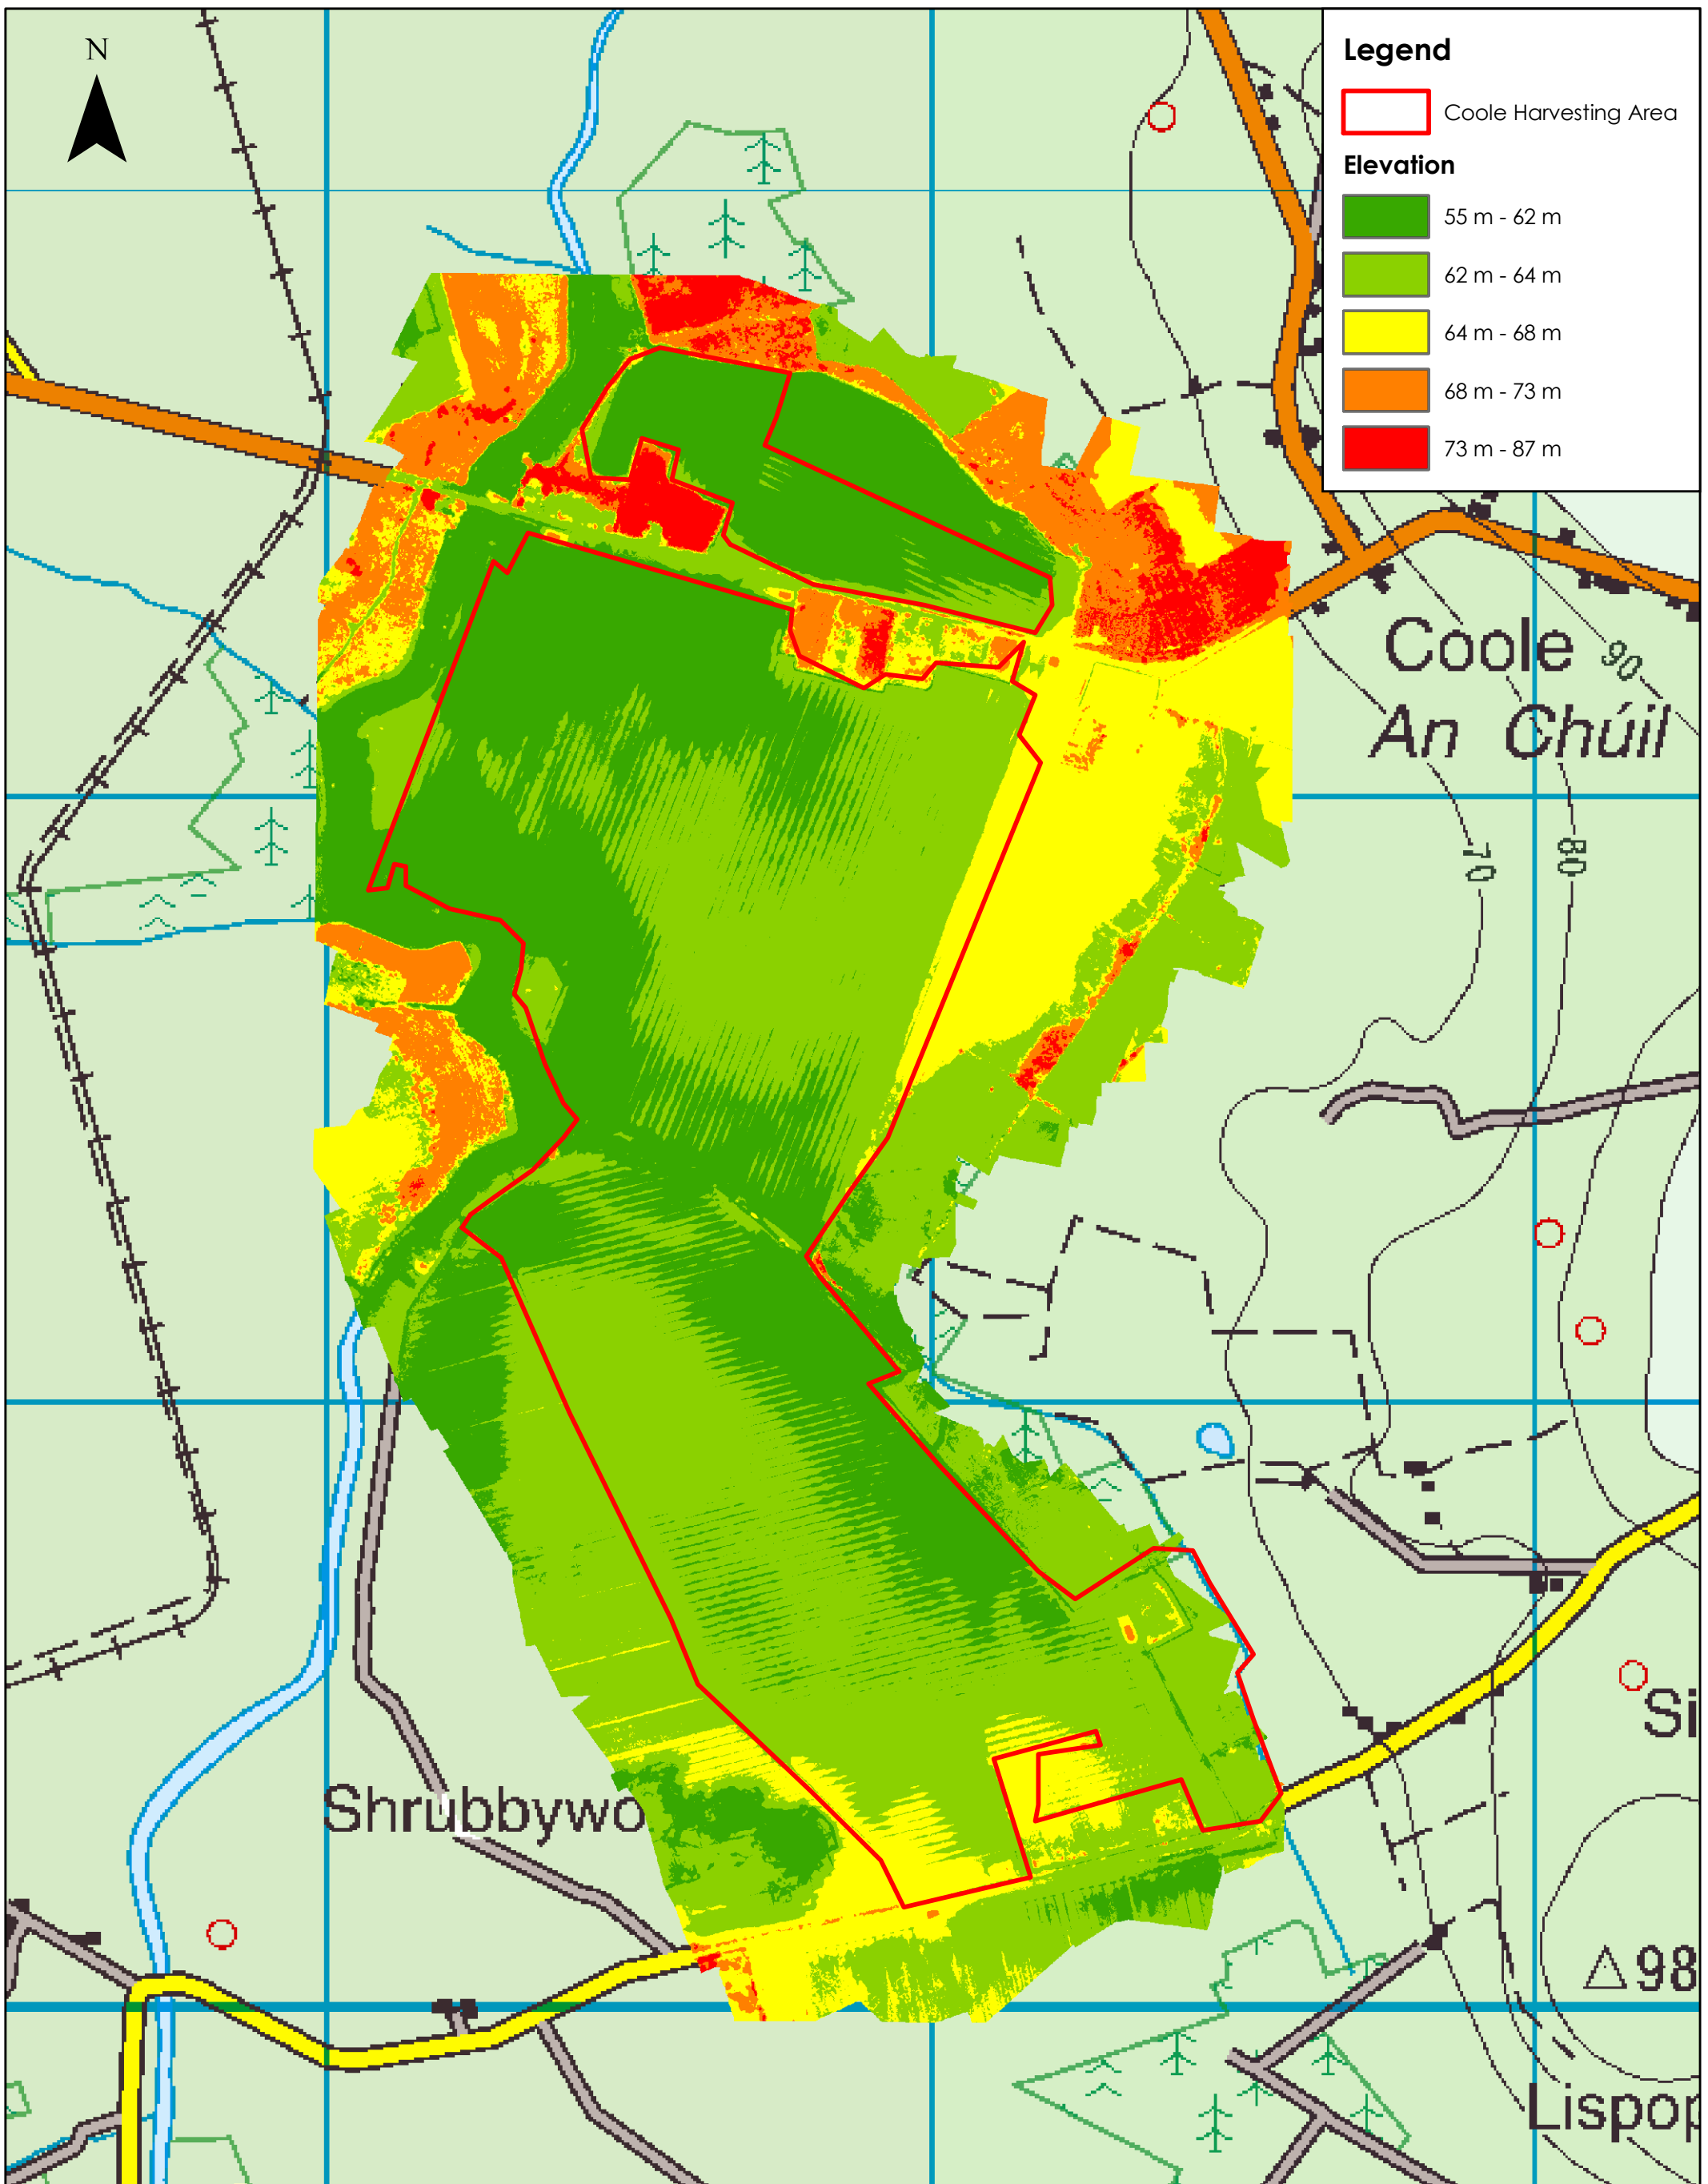 N
Legend
Coole Harvesting Area
Elevation
55 m - 62 m
62 m - 64 m
64 m - 68 m
68 m - 73 m
73 m - 87 m
Coole
90
An Chúil
70
80
Si
Shrubbywo
98
Lispop